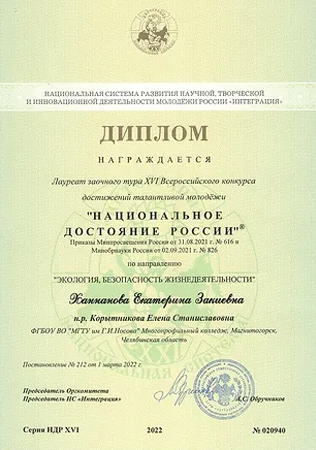 НАЦИОНАЛЬНАЯ СИСТЕМА РАЗВИТИЯ НАУЧНОЙ, ТВОРЧЕСКОЙ
И ИННОВАЦИОННОЙ ДЕЯТЕЛЬНОСТИ МОЛОДЁЖИ РОССИИ «ИНТЕГРАЦИЯ»
ДИПЛОМ
НАГРАЖДАЕТСЯ
Лауреат заочного тура XVI Всероссийского конкурса
достижений талантливой молодёжи
"НАЦИОНАЛЬНОЕ
ДОСТОЯНИЕ РОССИИ"®
Приказы Минпросвещения России от 31.08.2021 г. № 616 и
Минобрнауки России от 02.09.2021 г. № 826
по направлению
"ЭКОЛОГИЯ, БЕЗОПАСНОСТЬ ЖИЗНЕДЕЯТЕЛЬНОСТИ"
Ханнанова Екатерина Закиевна
н.р. Корытникова Елена Станиславовна
ФГБОУ ВО "МГТУ им Г.И.Носова" Многопрофильный колледж, Магнитогорск,
Челябинская область
Постановление № 212 от 1 марта 2022 г.
Председатель Оргкомитета
Председатель НС «Интеграция»
А.С. Обручников
Серия НДР XVI
2022
№ 020940